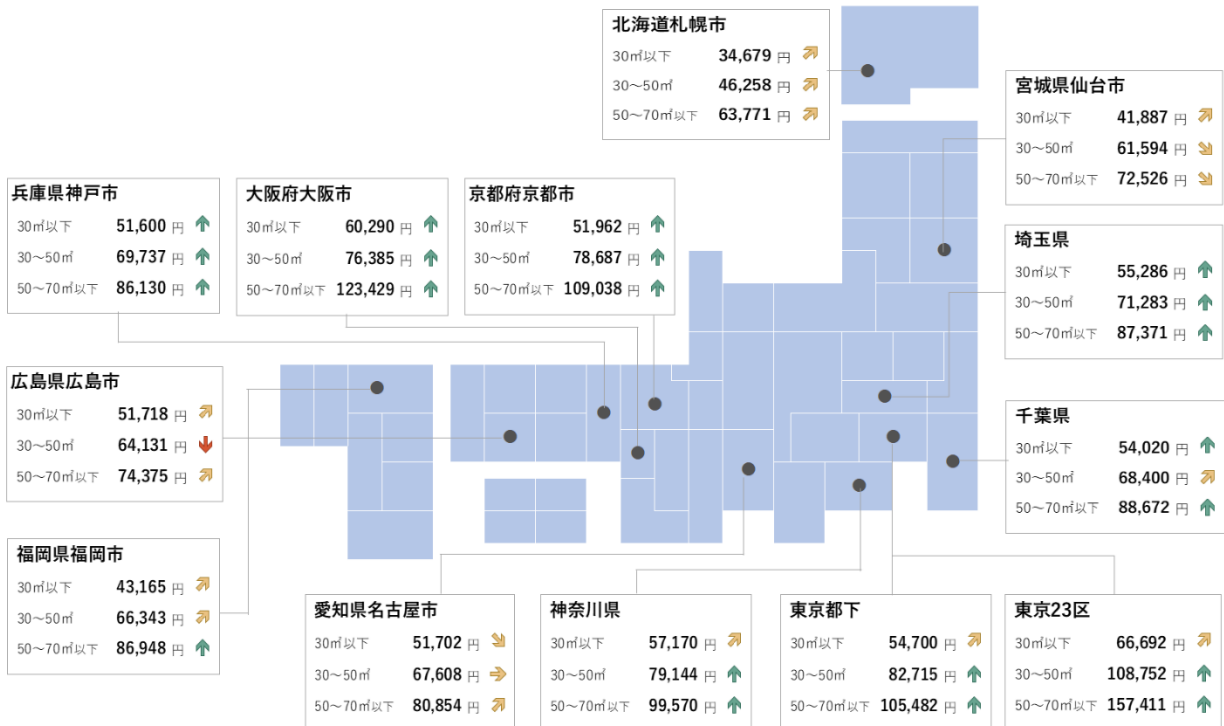 北海道札幌市
30㎡以下 34,679 円
30～50㎡ 46,258 円
50～70㎡以下 63,771 円
宮城県仙台市
30㎡以下 41,887 円
30～50㎡ 61,594 円
50～70㎡以下 72,526 円
兵庫県神戸市
30㎡以下 51,600 円
30～50㎡ 69,737 円
50～70㎡以下 86,130 円
大阪府大阪市
30㎡以下 60,290 円
30～50㎡ 76,385 円
50～70㎡以下 123,429 円
京都府京都市
30㎡以下 51,962 円
30～50㎡ 78,687 円
50～70㎡以下 109,038 円
埼玉県
30㎡以下 55,286 円
30～50㎡ 71,283 円
50～70㎡以下 87,371 円
広島県広島市
30㎡以下 51,718 円
30～50㎡ 64,131 円
50～70㎡以下 74,375 円
千葉県
30㎡以下 54,020 円
30～50㎡ 68,400 円
50～70㎡以下 88,672 円
福岡県福岡市
30㎡以下 43,165 円
30～50㎡ 66,343 円
50～70㎡以下 86,948 円
愛知県名古屋市
30㎡以下 51,702 円
30～50㎡ 67,608 円
50～70㎡以下 80,854 円
神奈川県
30㎡以下 57,170 円
30～50㎡ 79,144 円
50～70㎡以下 99,570 円
東京都下
30㎡以下 54,700 円
30～50㎡ 82,715 円
50～70㎡以下 105,482 円
東京23区
30㎡以下 66,692 円
30～50㎡ 108,752 円
50～70㎡以下 157,411 円